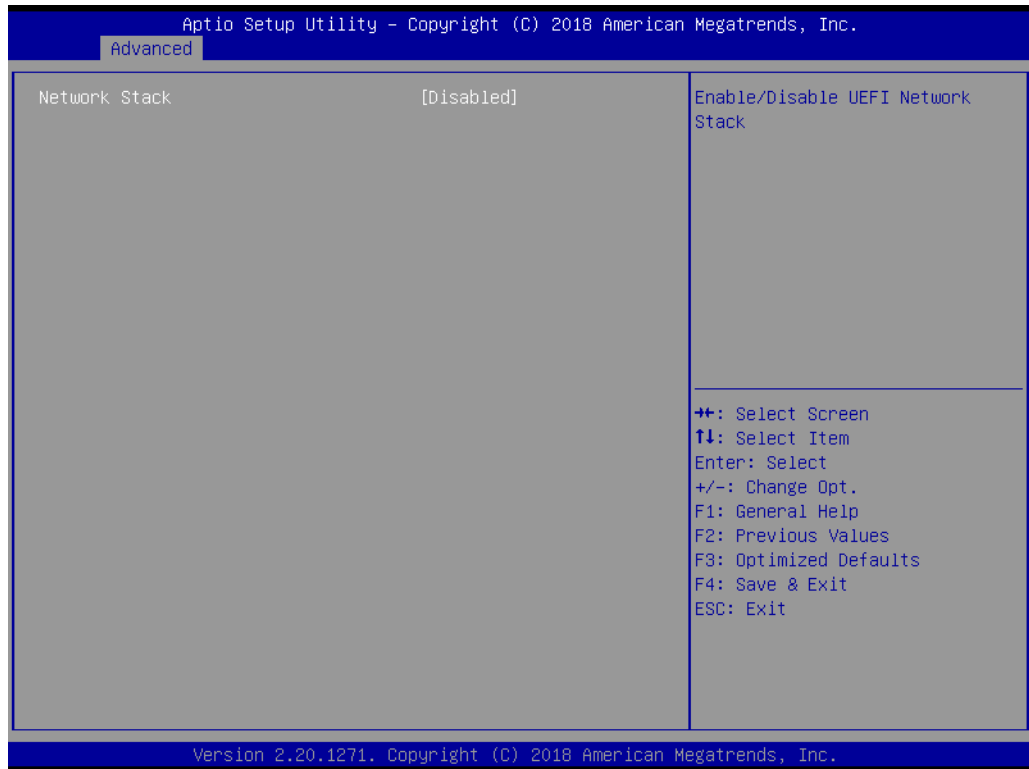 Aptio Setup Utility – Copyright (C) 2018 American Megatrends, Inc.
Advanced
Network Stack [Disabled]
Enable/Disable UEFI Network
Stack
→←: Select Screen
↑↓: Select Item
Enter: Select
+/-: Change Opt.
F1: General Help
F2: Previous Values
F3: Optimized Defaults
F4: Save & Exit
ESC: Exit
Version 2.20.1271. Copyright (C) 2018 American Megatrends, Inc.